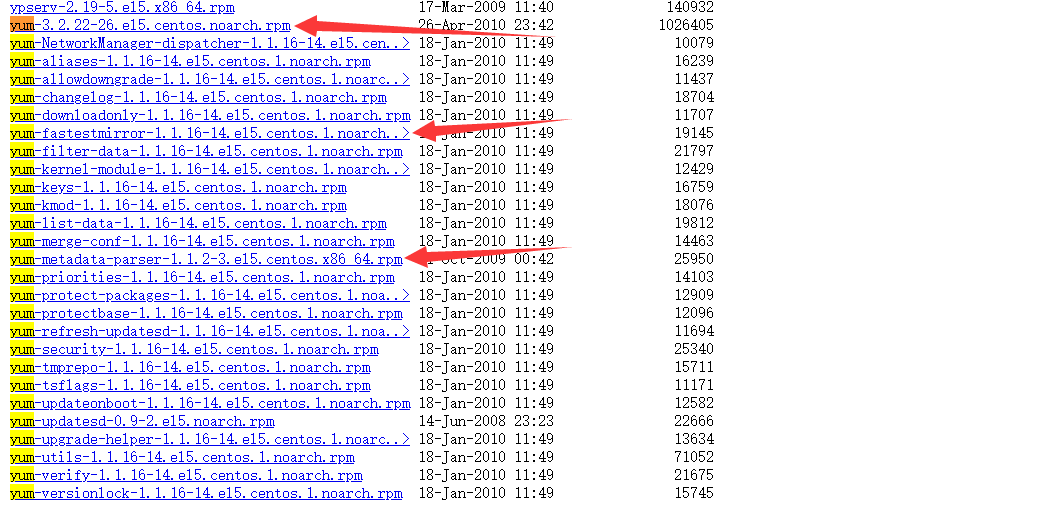 ypserv-2.19-5.el5.x86_64.rpm 17-Mar-2009 11:40 140932
yum-3.2.22-26.el5.centos.noarch.rpm 26-Apr-2010 23:42 1026405
yum-NetworkManager-dispatcher-1.1.16-14.el5.cen..> 18-Jan-2010 11:49 10079
yum-aliases-1.1.16-14.el5.centos.1.noarch.rpm 18-Jan-2010 11:49 16239
yum-allowdowngrade-1.1.16-14.el5.centos.1.noarc..> 18-Jan-2010 11:49 11437
yum-changelog-1.1.16-14.el5.centos.1.noarch.rpm 18-Jan-2010 11:49 18704
yum-downloadonly-1.1.16-14.el5.centos.1.noarch.rpm 18-Jan-2010 11:49 11707
yum-fastestmirror-1.1.16-14.el5.centos.1.noarch..> 11:49 19145
yum-filter-data-1.1.16-14.el5.centos.1.noarch.rpm 18-Jan-2010 11:49 21797
yum-kernel-module-1.1.16-14.el5.centos.1.noarch..> 18-Jan-2010 11:49 12429
yum-keys-1.1.16-14.el5.centos.1.noarch.rpm 18-Jan-2010 11:49 16759
yum-kmod-1.1.16-14.el5.centos.1.noarch.rpm 18-Jan-2010 11:49 18076
yum-list-data-1.1.16-14.el5.centos.1.noarch.rpm 18-Jan-2010 11:49 19812
yum-merge-conf-1.1.16-14.el5.centos.1.noarch.rpm 18-Jan-2010 11:49 14463
yum-metadata-parser-1.1.2-3.el5.centos.x86_64.rpm 00:42 25950
yum-priorities-1.1.16-14.el5.centos.1.noarch.rpm 18-Jan-2010 11:49 14103
yum-protect-packages-1.1.16-14.el5.centos.1.noa..> 18-Jan-2010 11:49 12909
yum-protectbase-1.1.16-14.el5.centos.1.noarch.rpm 18-Jan-2010 11:49 12096
yum-refresh-updatesd-1.1.16-14.el5.centos.1.noa..> 18-Jan-2010 11:49 11694
yum-security-1.1.16-14.el5.centos.1.noarch.rpm 18-Jan-2010 11:49 25340
yum-tmprepo-1.1.16-14.el5.centos.1.noarch.rpm 18-Jan-2010 11:49 15711
yum-tsflags-1.1.16-14.el5.centos.1.noarch.rpm 18-Jan-2010 11:49 11171
yum-updateonboot-1.1.16-14.el5.centos.1.noarch.rpm 18-Jan-2010 11:49 12582
yum-updatesd-0.9-2.el5.noarch.rpm 14-Jun-2008 23:23 22666
yum-upgrade-helper-1.1.16-14.el5.centos.1.noarc..> 18-Jan-2010 11:49 13634
yum-utils-1.1.16-14.el5.centos.1.noarch.rpm 18-Jan-2010 11:49 71052
yum-verify-1.1.16-14.el5.centos.1.noarch.rpm 18-Jan-2010 11:49 21675
yum-versionlock-1.1.16-14.el5.centos.1.noarch.rpm 18-Jan-2010 11:49 15745